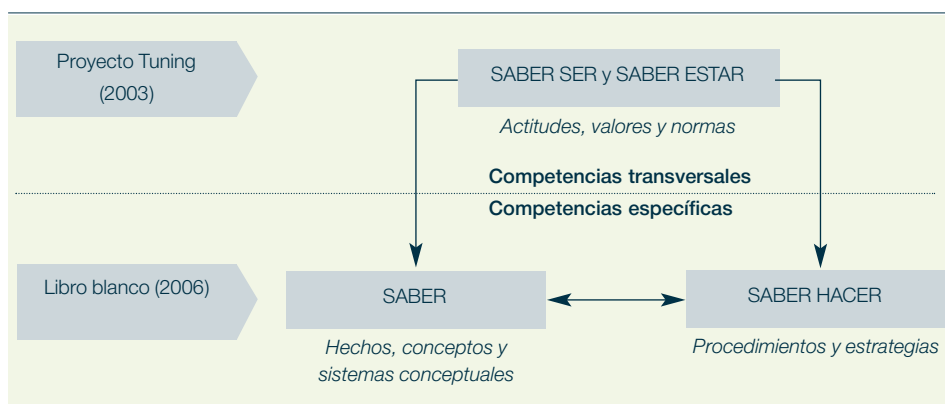 Proyecto Tuning
(2003)
SABER SER y SABER ESTAR
Actitudes, valores y normas
Competencias transversales
Competencias específicas
Libro blanco (2006)
SABER
SABER HACER
Hechos, conceptos y
sistemas conceptuales
Procedimientos y estrategias